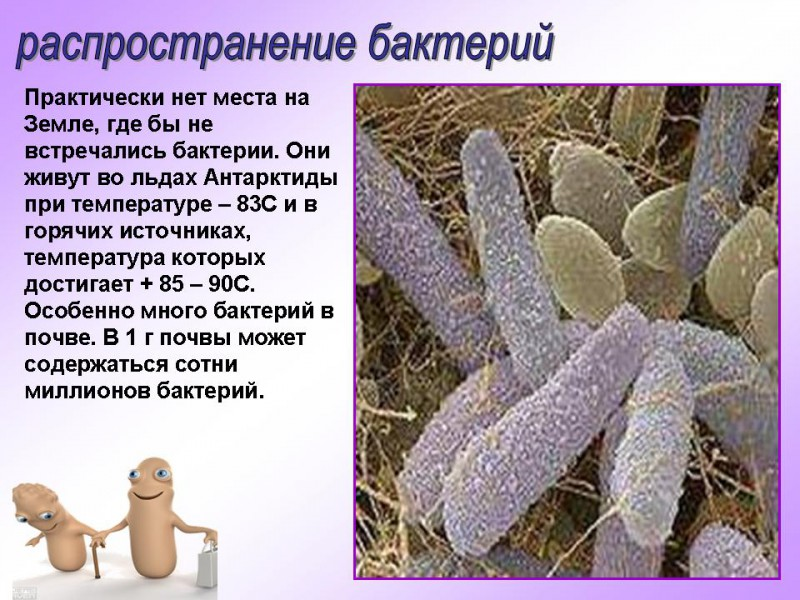 распространение бактерий
Практически нет места на
Земле, где бы не
встречались бактерии. Они
живут во льдах Антарктиды
при температуре – 83С и в
горячих источниках,
температура которых
достигает + 85 – 90С.
Особенно много бактерий в
почве. В 1 г почвы может
содержаться сотни
миллионов бактерий.